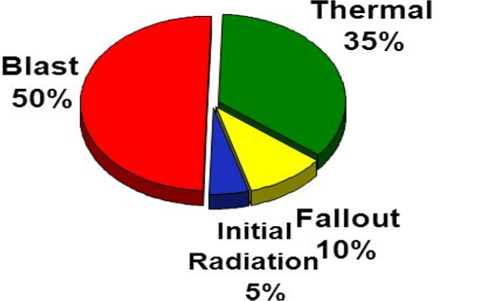 Thermal
35%
Blast
50%
Initial
Radiation
5%
Fallout
10%